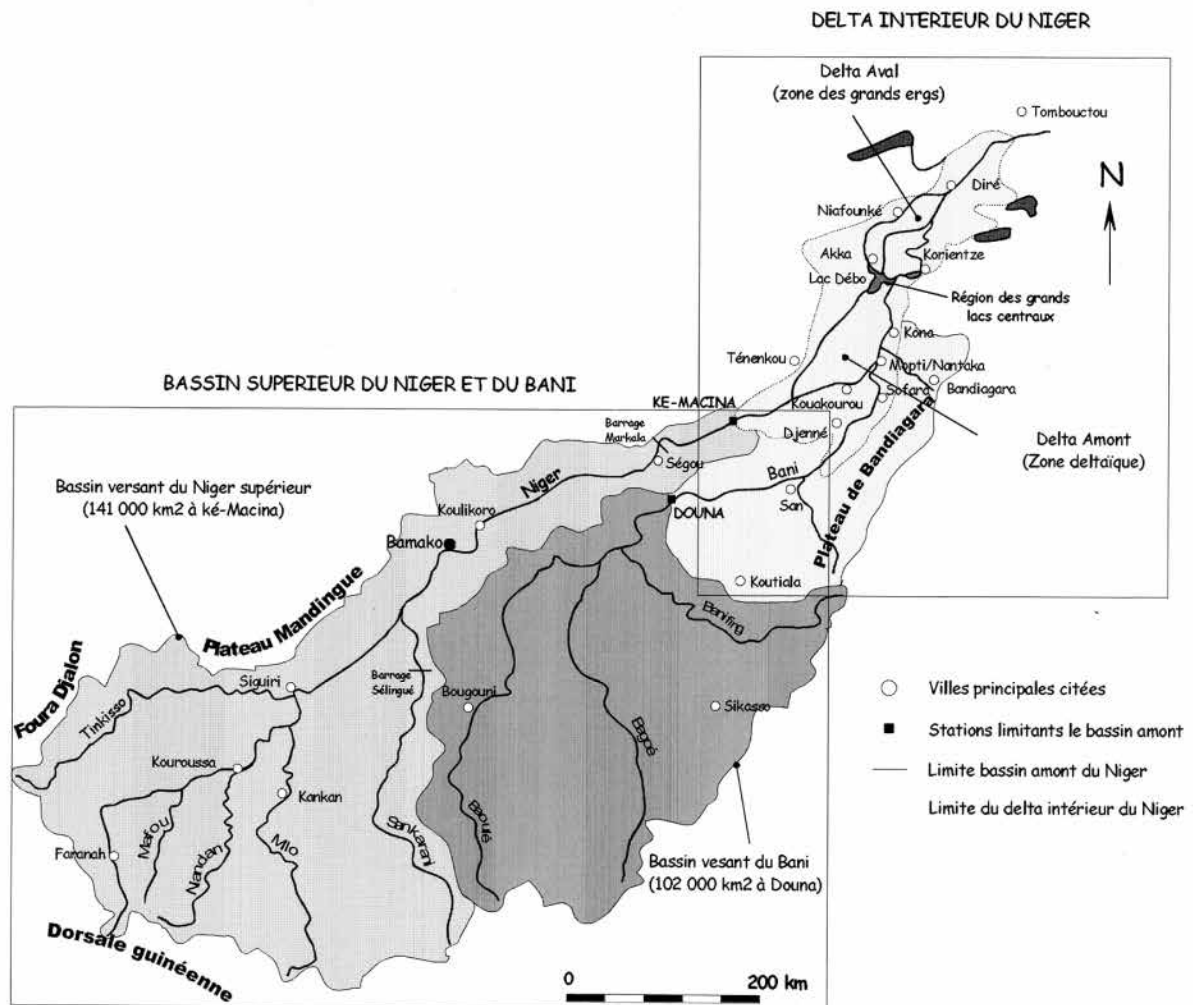 DELTA INTERIEUR DU NIGER
Delta Aval
(zone des grands ergs)
Tombouctou
N
Diré
Niafounké
Akka
Korientze
Lac Débo
Région des grands
lacs centraux
Kona
Ténenkou
Mopti/Nantaka
Bandiagara
Sofara
Kouakourou
Djenné
KE-MACINA
Delta Amont
(Zone deltaïque)
Plateau de Bandiagara
Bani
San
DOUNA
Koutiala
BASSIN SUPERIEUR DU NIGER ET DU BANI
Barrage
Markala
Ségou
Niger
Bassin versant du Niger supérieur
(141 000 km2 à ké-Macina)
Koulikoro
Bamako
Plateau Mandingue
Foura Djalon
Banifing
Siguiri
Tinkisso
Barrage
Sélingué
Bougouni
Sikasso
Bagoé
Kouroussa
Kankan
Mafou
Nandan
Mlo
Sankarani
Baoulé
Faranah
Dorsale guinéenne
Bassin vesant du Bani
(102 000 km2 à Douna)
Villes principales citées
Stations limitants le bassin amont
Limite bassin amont du Niger
Limite du delta intérieur du Niger
0 200 km